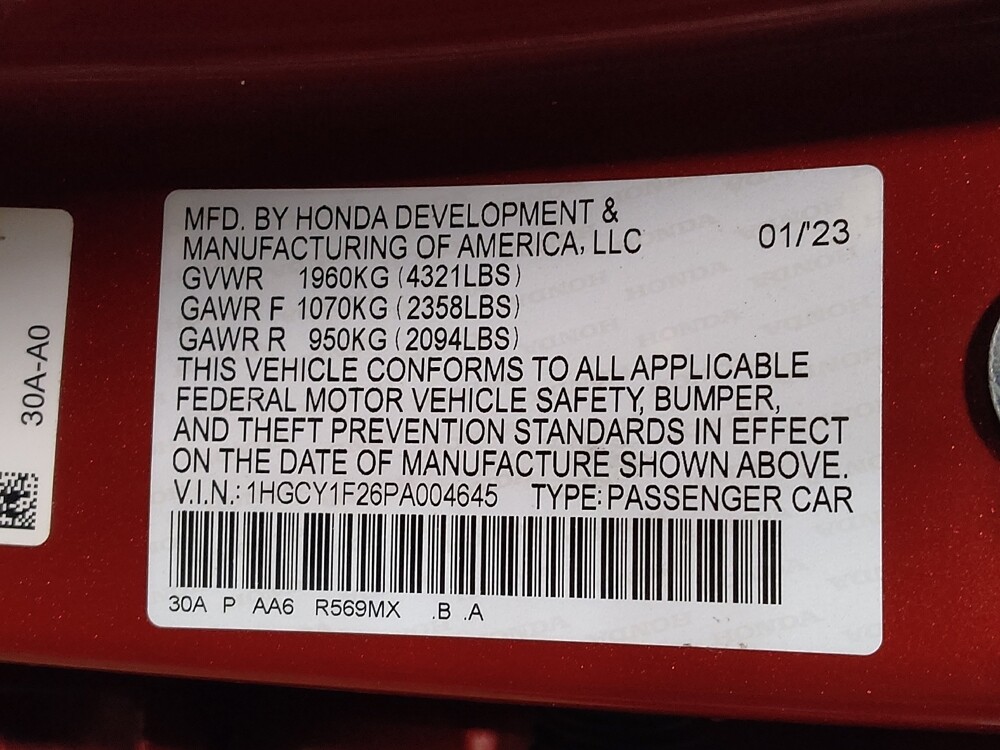 MFD. BY HONDA DEVELOPMENT &
MANUFACTURING OF AMERICA, LLC 01/'23
GVWR 1960KG (4321LBS)
GAWR F 1070KG (2358LBS)
GAWR R 950KG (2094LBS)
THIS VEHICLE CONFORMS TO ALL APPLICABLE
FEDERAL MOTOR VEHICLE SAFETY, BUMPER,
AND THEFT PREVENTION STANDARDS IN EFFECT
ON THE DATE OF MANUFACTURE SHOWN ABOVE.
V.I.N.: 1HGCY1F26PA004645 TYPE: PASSENGER CAR
30A P AA6 R569MX .B .A
30A-A0